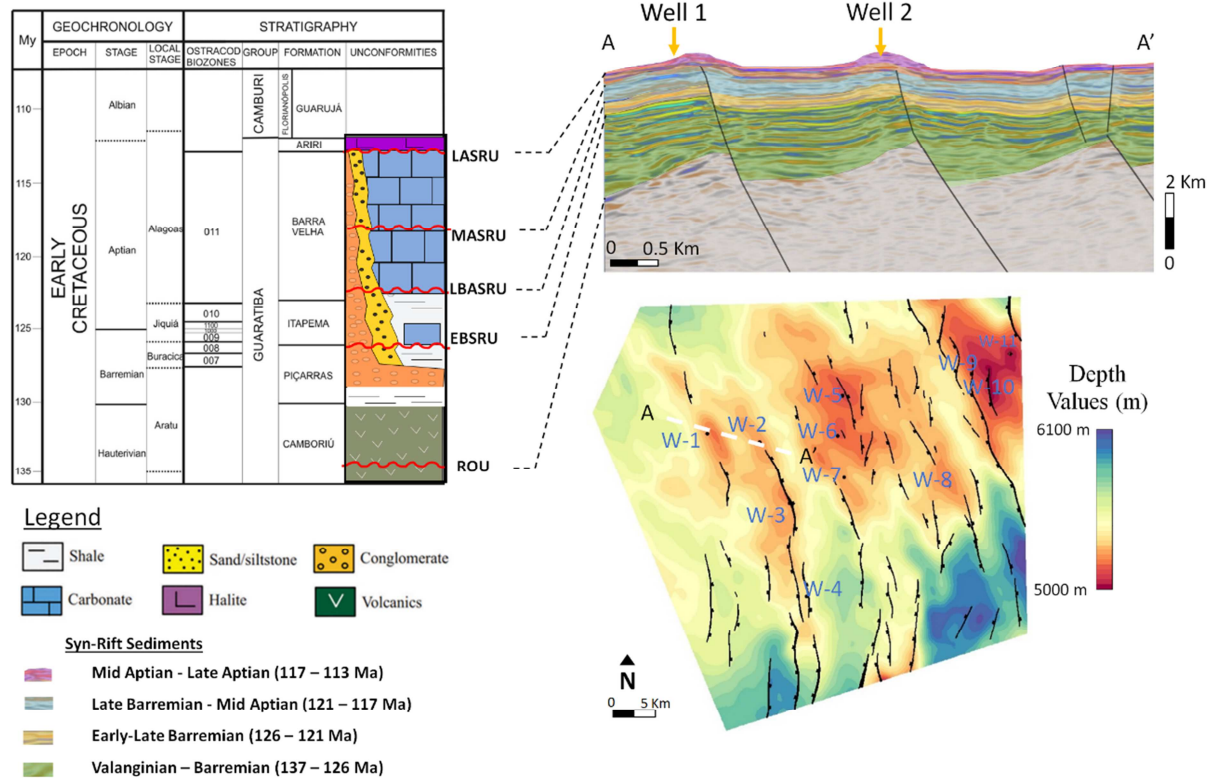 My
GEOCHRONOLOGY
STRATIGRAPHY
EPOCH
STAGE
LOCAL
STAGE
OSTRACOD
BIOZONES
GROUP
FORMATION
UNCONFORMITIES
110
115
120
125
130
135
EARLY
CRETACEOUS
Albian
Aptian
Barremian
Hauterivian
Alagoas
Jiquiá
Buracica
Aratu
011
010
009
008
007
CAMBURI
GUARATIBA
FLORIANÓPOLIS
GUARUJÁ
ARIRI
BARRA
VELHA
ITAPEMA
PIÇARRAS
CAMBORIÚ
LASRU
MASRU
LBASRU
EBSRU
ROU
Well 1
Well 2
A
A’
2 Km
0
0
0.5 Km
A
A’
W-1
W-2
W-3
W-4
W-5
W-6
W-7
W-8
W-9
W-10
W-11
Depth
Values (m)
6100 m
5000 m
N
0
5 Km
Legend
Shale
Sand/siltstone
Conglomerate
Carbonate
Halite
Volcanics
Syn-Rift Sediments
Mid Aptian - Late Aptian (117 – 113 Ma)
Late Barremian - Mid Aptian (121 – 117 Ma)
Early-Late Barremian (126 – 121 Ma)
Valanginian – Barremian (137 – 126 Ma)